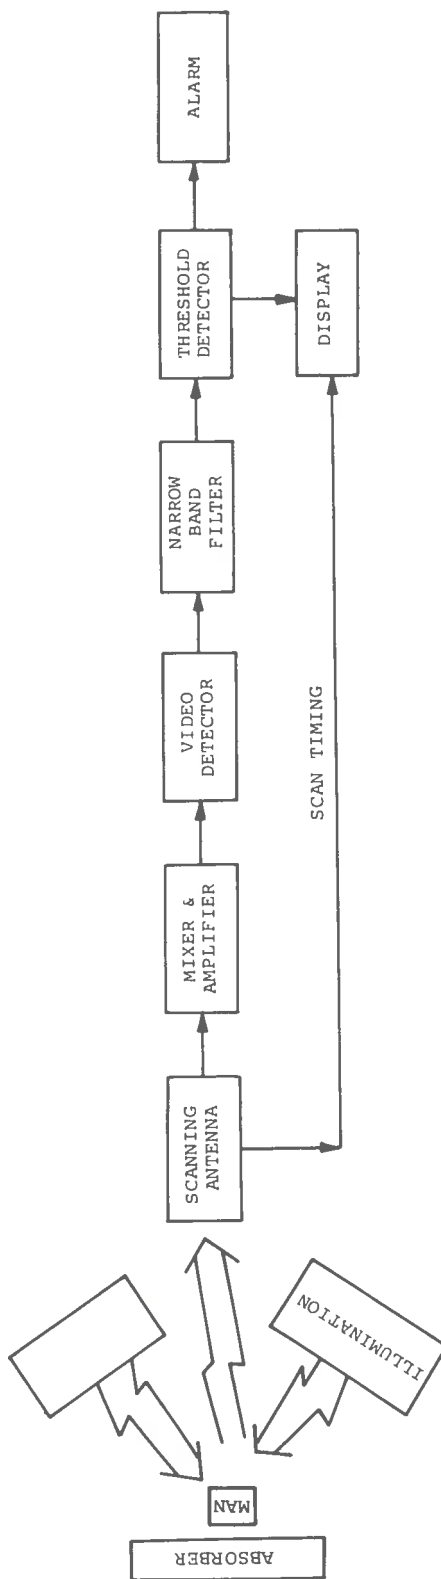 ABSORBER
MAN
ILLUMINATION
SCANNING
ANTENNA
MIXER &
AMPLIFIER
VIDEO
DETECTOR
NARROW
BAND
FILTER
THRESHOLD
DETECTOR
ALARM
DISPLAY
SCAN TIMING